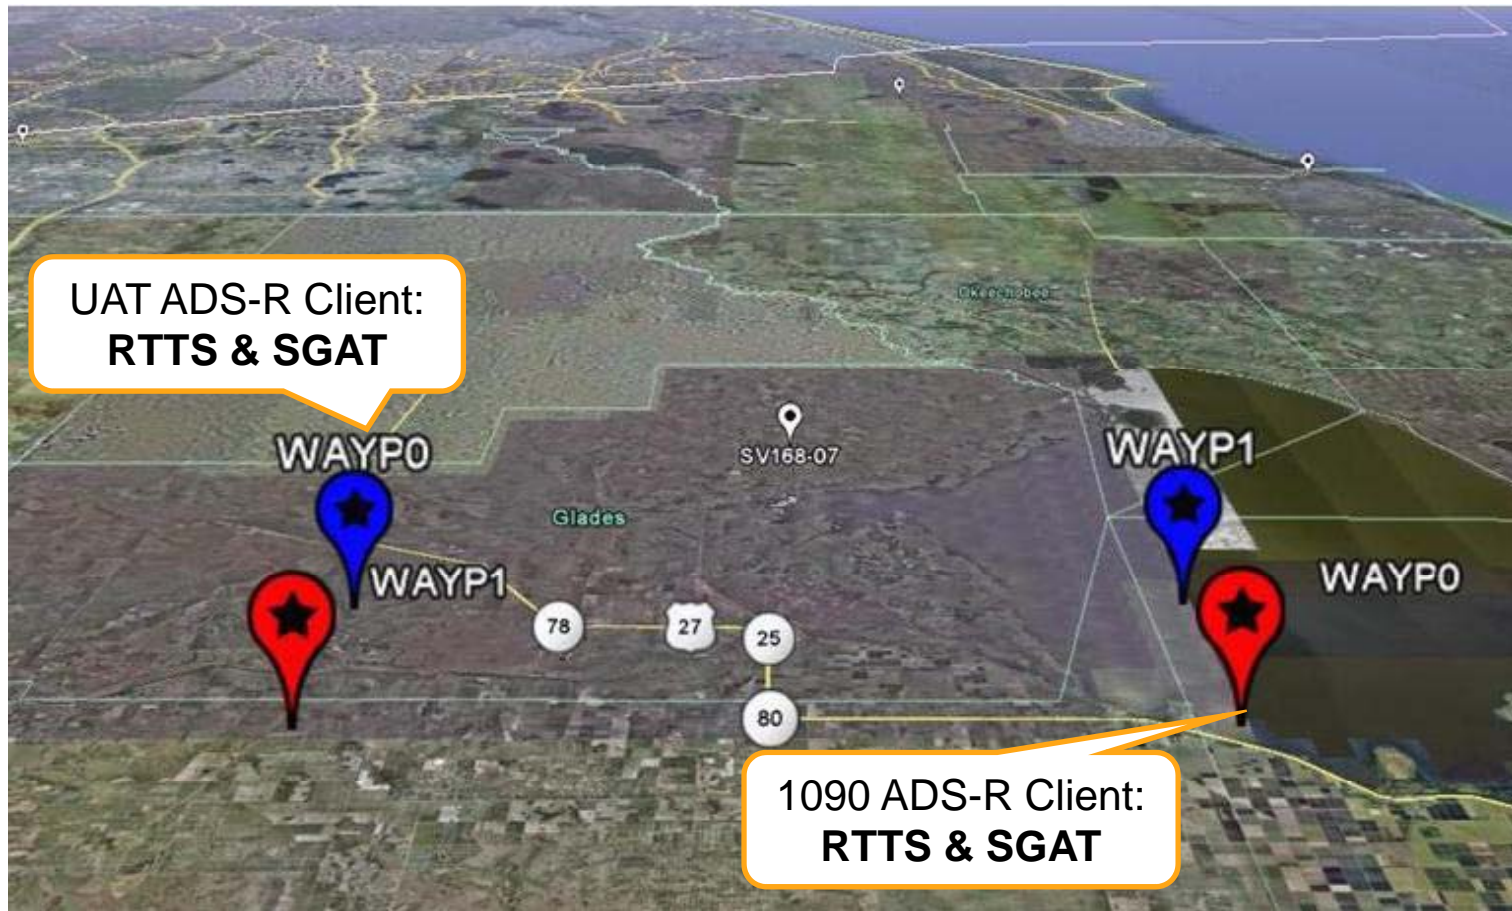 Okeechobee
UAT ADS-R Client:
RTTS & SGAT
WAYP0
WAYP1
SV168-07
Glades
WAYP1
WAYP0
78
27
25
80
1090 ADS-R Client:
RTTS & SGAT